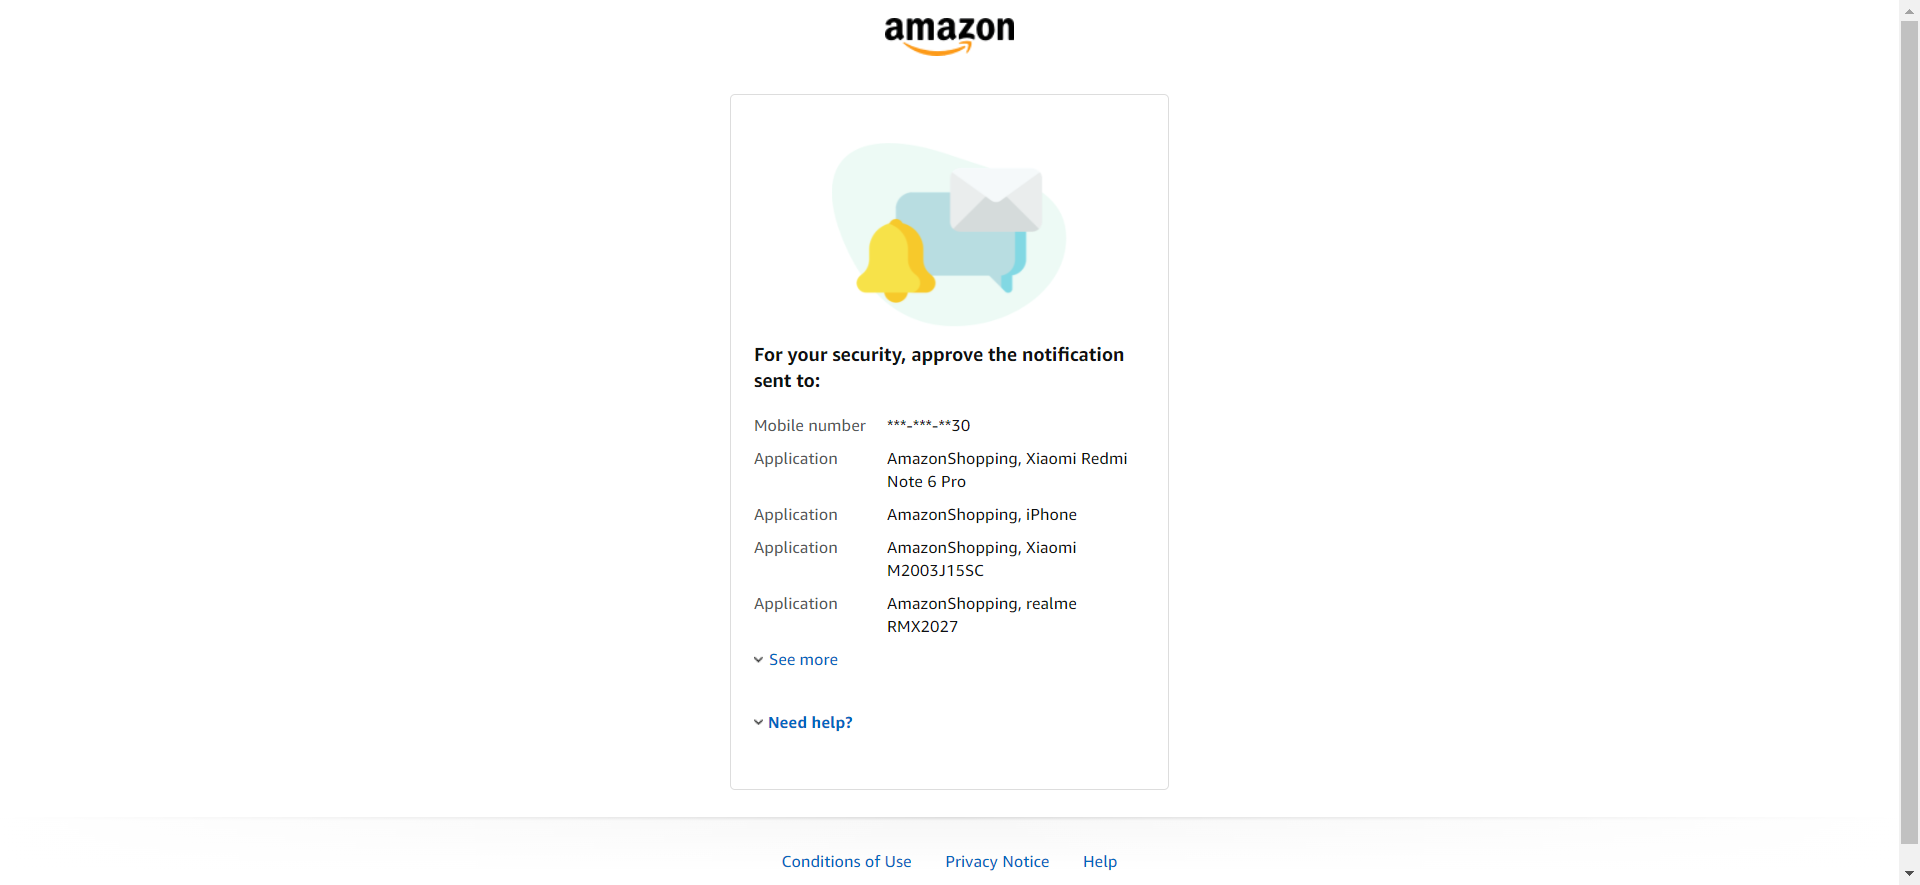 amazon
For your security, approve the notification
sent to:
Mobile number ***-***-**30
Application AmazonShopping, Xiaomi Redmi
Note 6 Pro
Application AmazonShopping, iPhone
Application AmazonShopping, Xiaomi
M2003J15SC
Application AmazonShopping, realme
RMX2027
See more
Need help?
Conditions of Use Privacy Notice Help